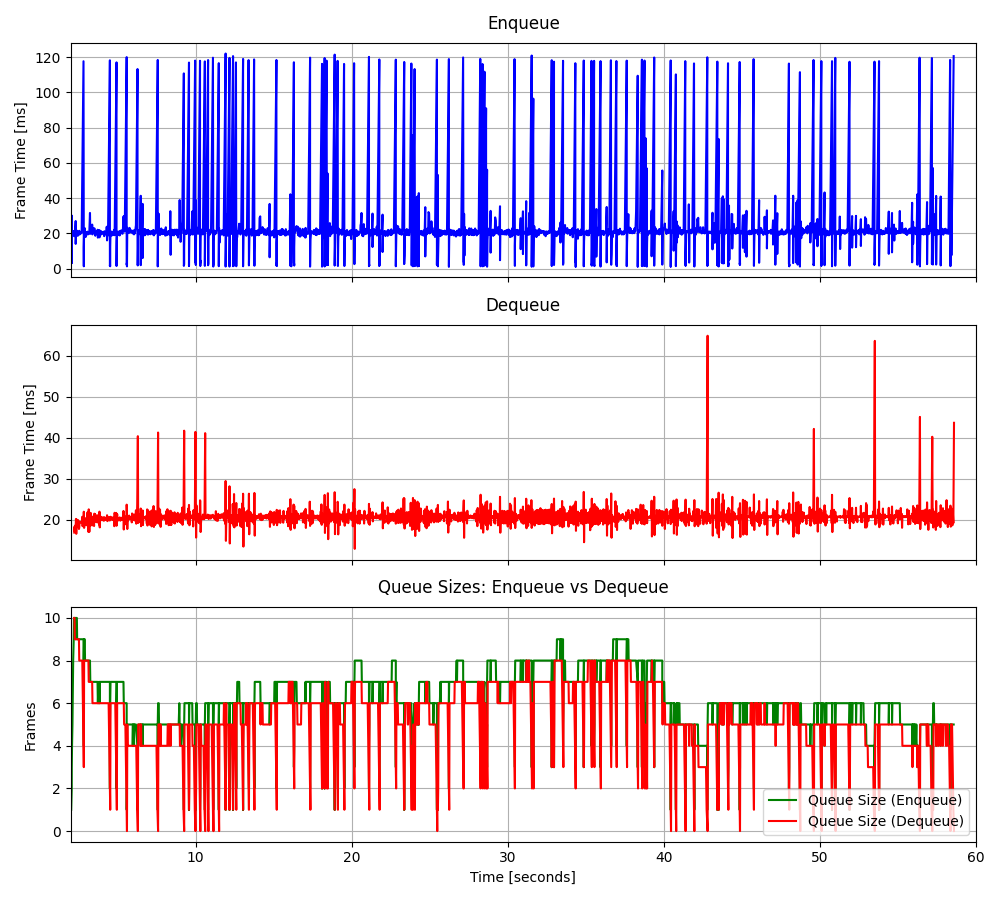 Enqueue
Frame Time [ms]
120
100
80
60
40
20
0
Dequeue
Frame Time [ms]
60
50
40
30
20
Queue Sizes: Enqueue vs Dequeue
Frames
10
8
6
4
2
0
Queue Size (Enqueue)
Queue Size (Dequeue)
10 20 30 40 50 60
Time [seconds]